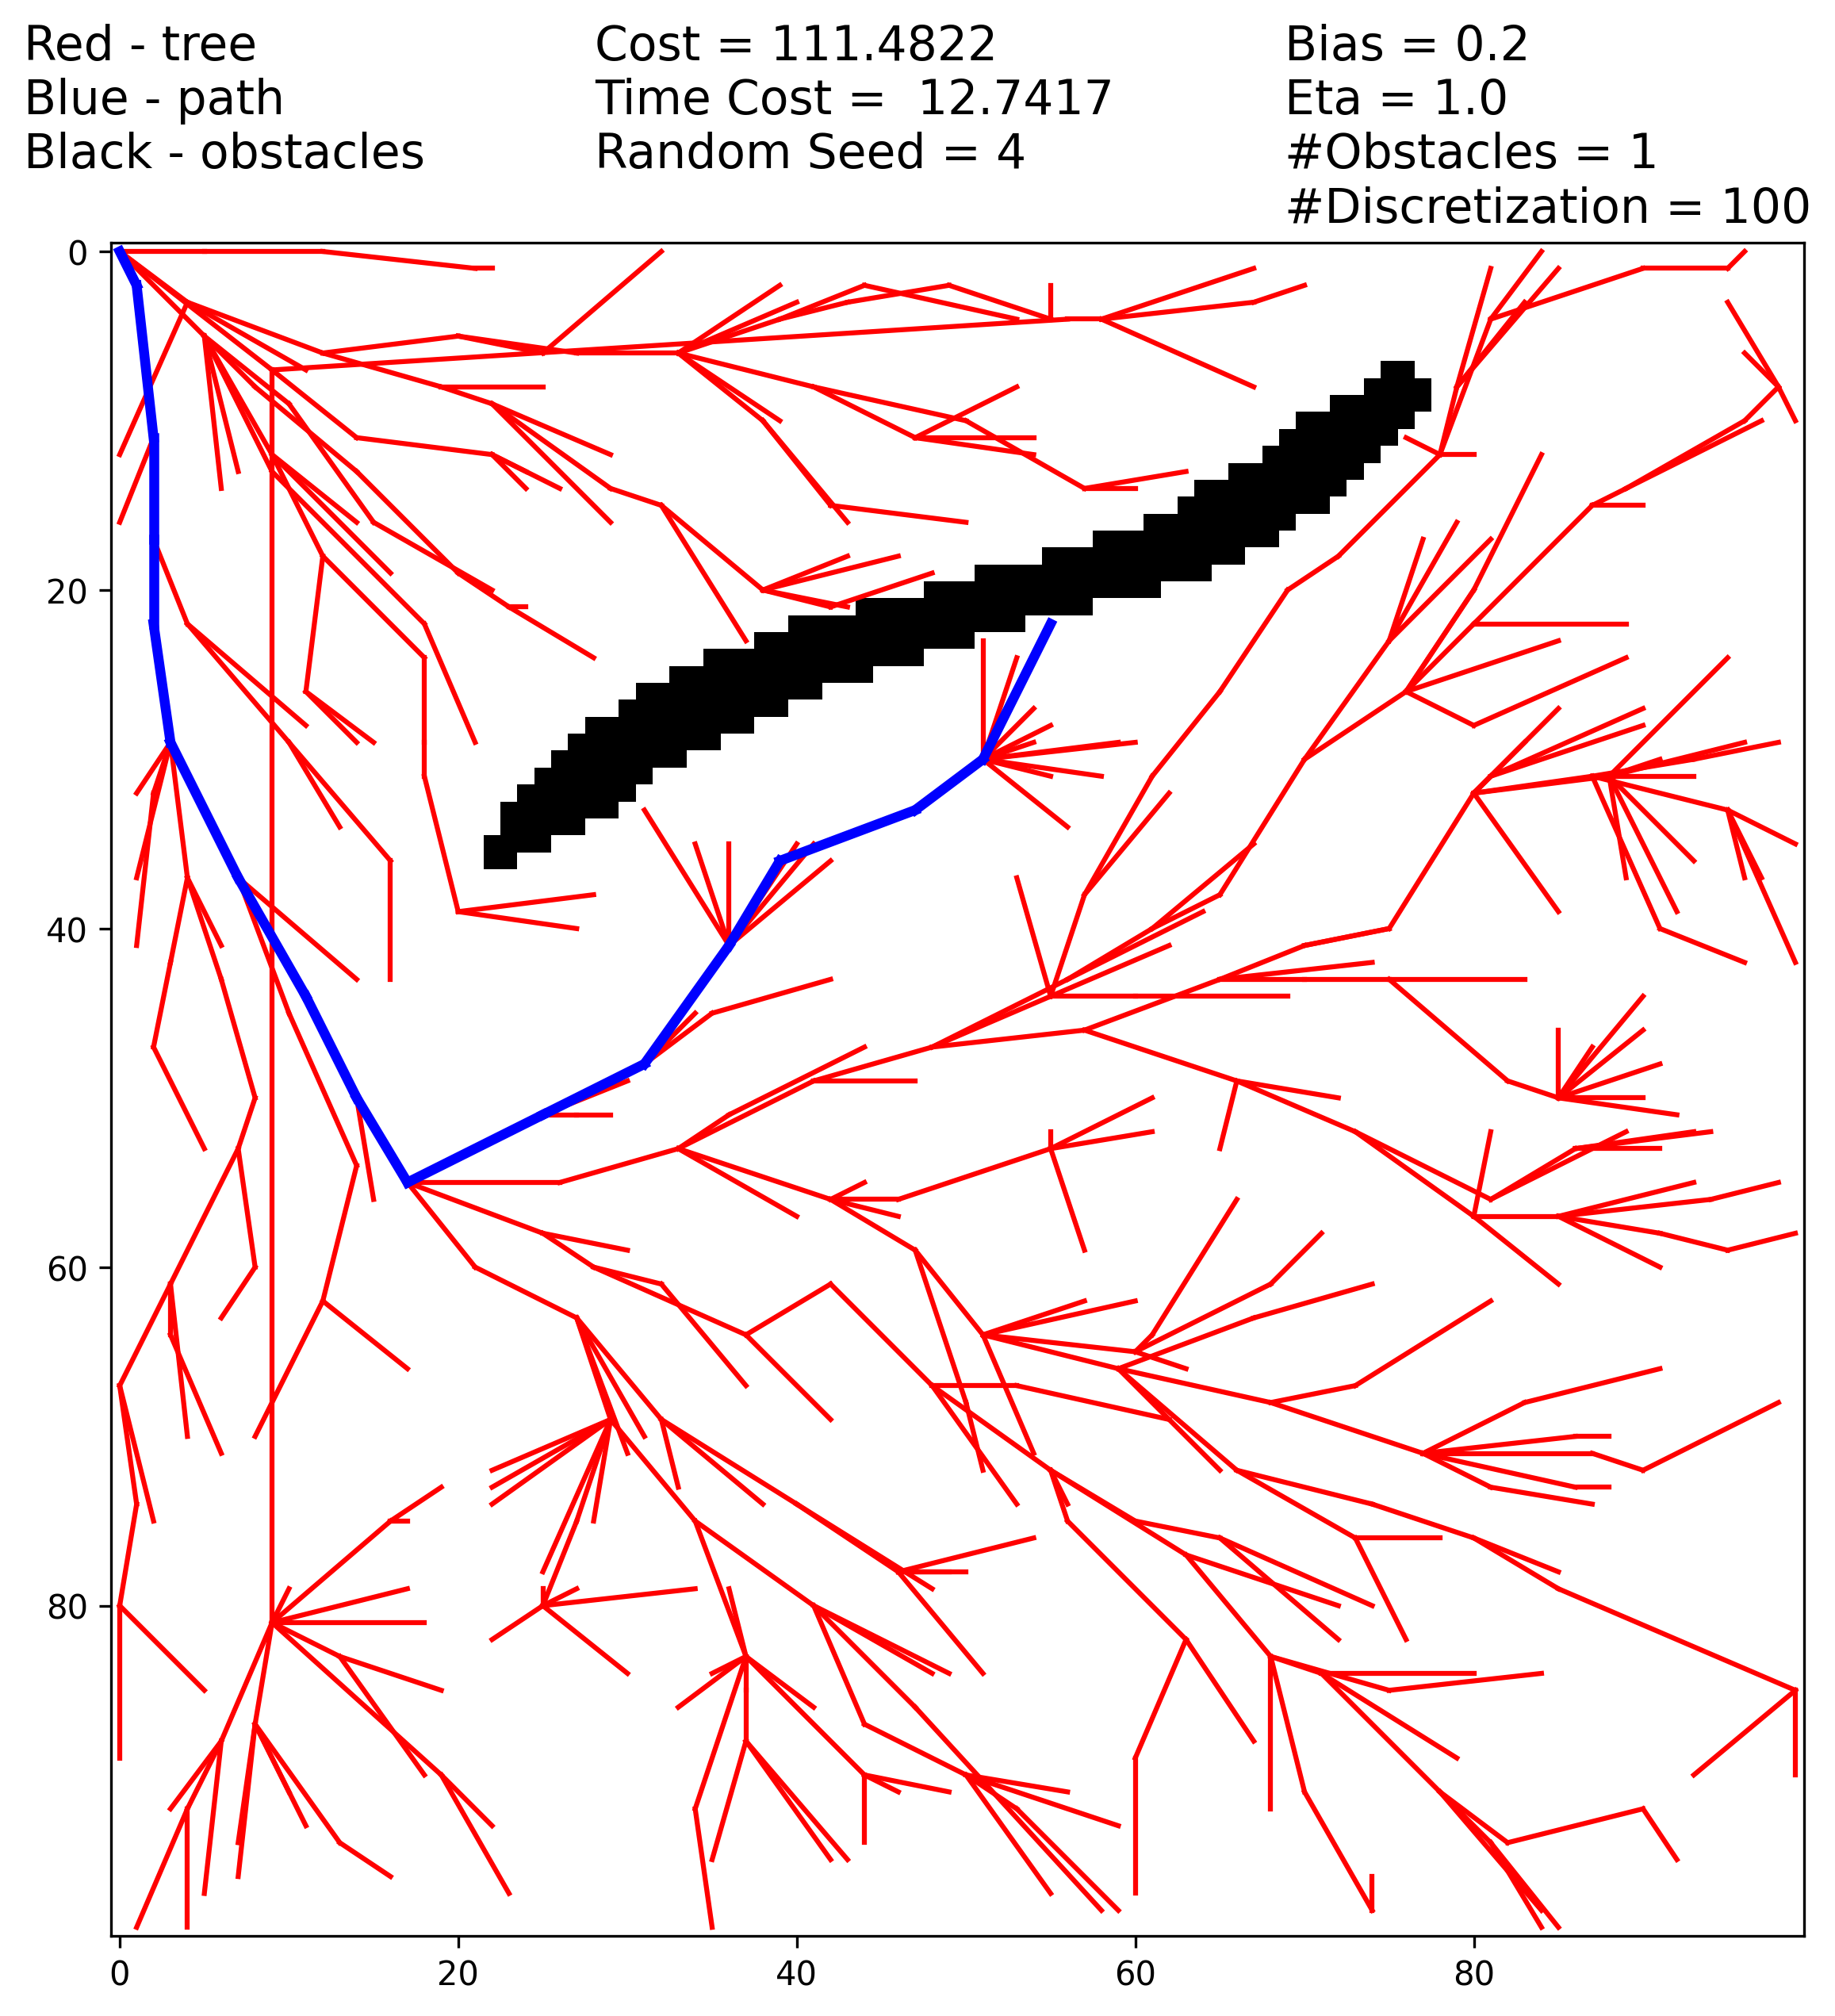 Red - tree
Blue - path
Black - obstacles
Cost = 111.4822
Time Cost =  12.7417
Random Seed = 4
Bias = 0.2
Eta = 1.0
#Obstacles = 1
#Discretization = 100
0
20
40
60
80
0
20
40
60
80